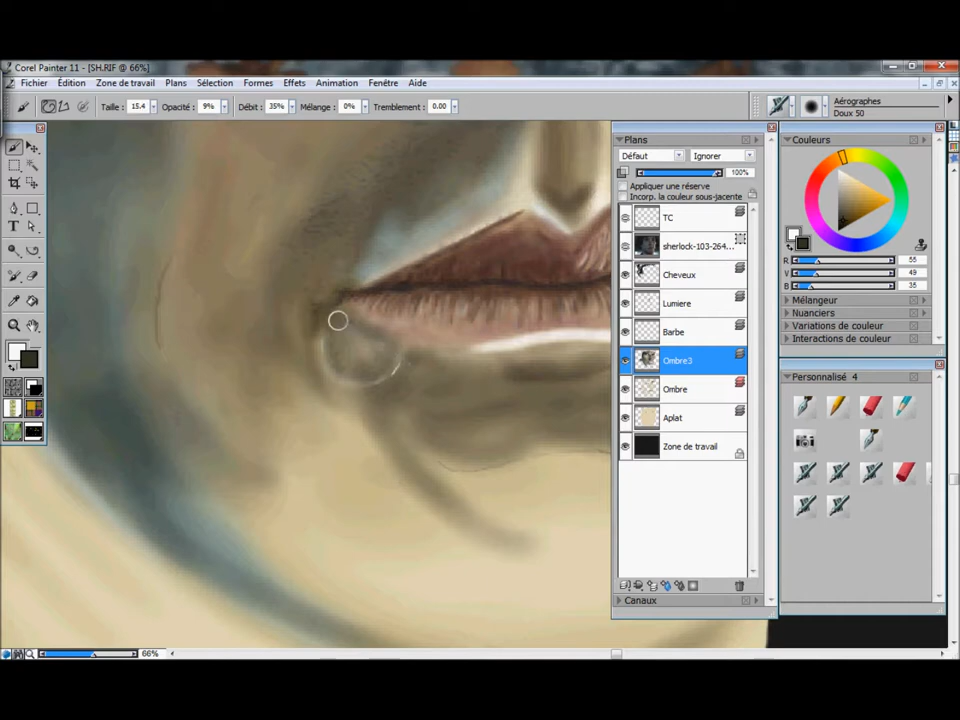 Corel Painter 11 - [SH.RIF @ 66%]
Fichier Édition Zone de travail Plans Sélection Formes Effets Animation Fenêtre Aide
Taille : 15.4 Opacité : 9% Débit : 35% Mélange : 0% Tremblement : 0.00
Aérographes
Doux 50
Plans
Défaut Ignorer
100%
Appliquer une réserve
Incorp. la couleur sous-jacente
TC
sherlock-103-264...
Cheveux
Lumiere
Barbe
Ombre3
Ombre
Aplat
Zone de travail
Canaux
Couleurs
R 55
V 49
B 35
Mélangeur
Nuanciers
Variations de couleur
Interactions de couleur
Personnalisé 4
T
66%